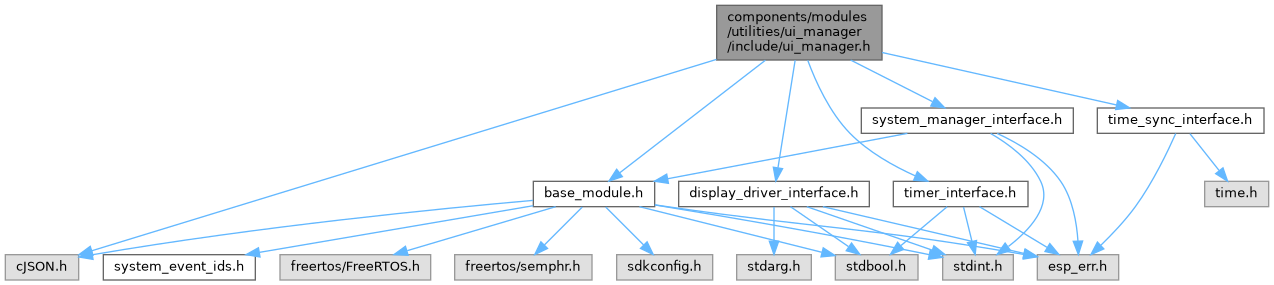 components/modules
/utilities/ui_manager
/include/ui_manager.h
system_manager_interface.h
time_sync_interface.h
base_module.h
display_driver_interface.h
timer_interface.h
time.h
cJSON.h
system_event_ids.h
freertos/FreeRTOS.h
freertos/semphr.h
sdkconfig.h
stdarg.h
stdbool.h
stdint.h
esp_err.h